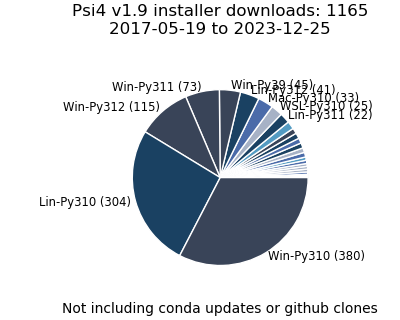 Psi4 v1.9 installer downloads: 1165
2017-05-19 to 2023-12-25
Win-Py311 (73)
Win-Py39 (45)
Lin-Py312 (41)
Mac-Py310 (33)
Win-Py312 (115)
WSL-Py310 (25)
Lin-Py311 (22)
Lin-Py310 (304)
Win-Py310 (380)
Not including conda updates or github clones